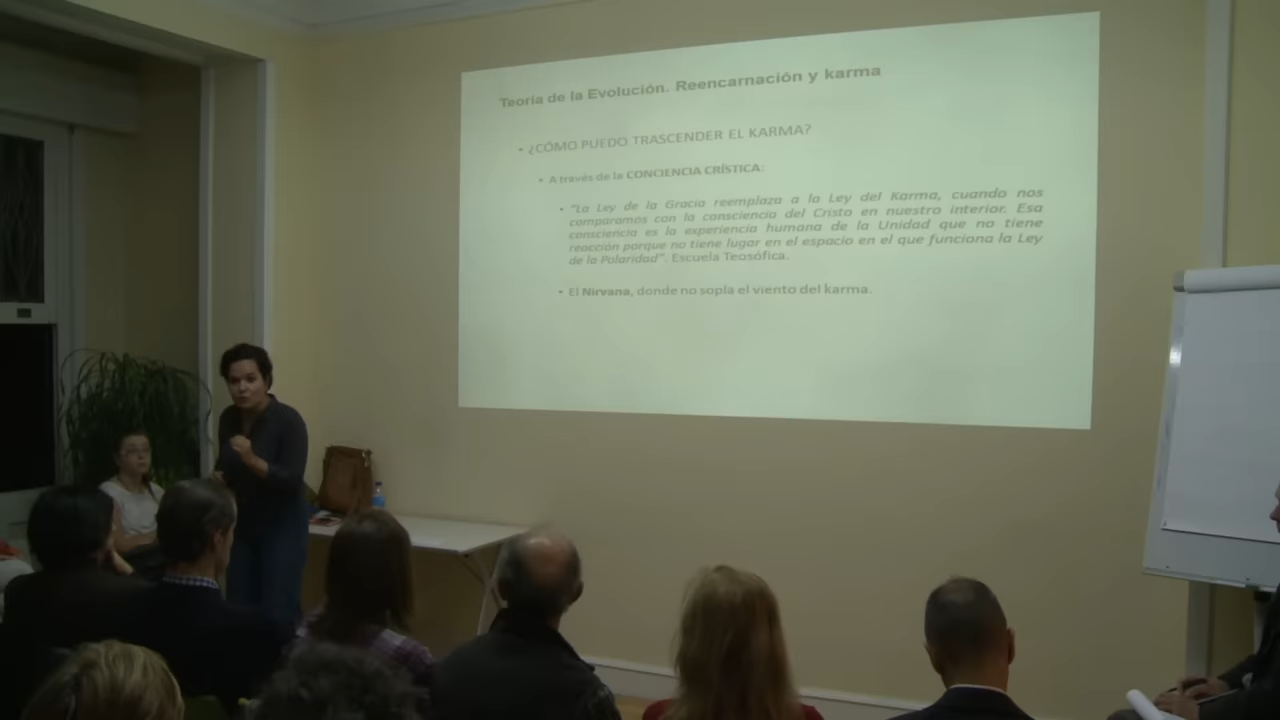 Teoría de la Evolución. Reencarnación y karma
• ¿CÓMO PUEDO TRASCENDER EL KARMA?
• A través de la CONCIENCIA CRÍSTICA:
• "La Ley de la Gracia reemplaza a la Ley del Karma, cuando nos
comparamos con la consciencia del Cristo en nuestro interior. Esa
consciencia es la experiencia humana de la Unidad que no tiene
reacción porque no tiene lugar en el espacio en el que funciona la Ley
de la Polaridad". Escuela Teosófica.
• El Nirvana, donde no sopla el viento del karma.